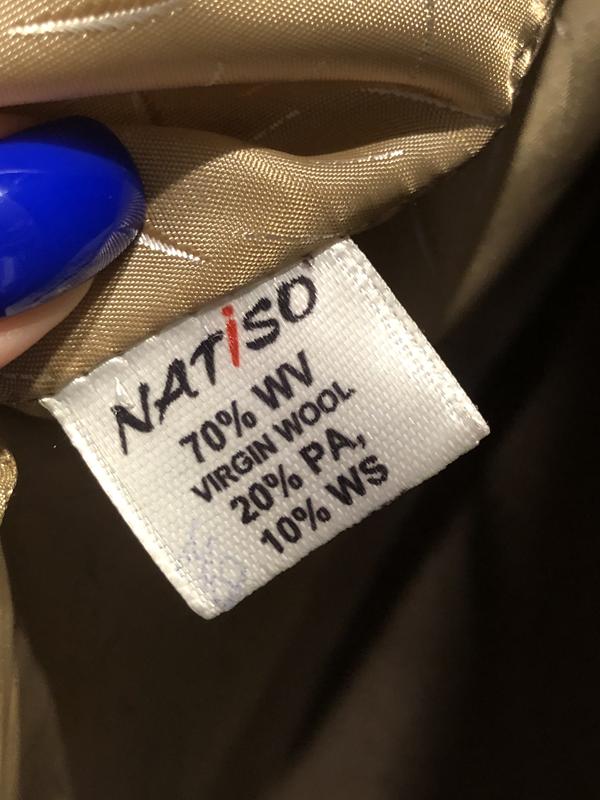 NATiSO
70% WV
VIRGIN WOOL
20% PA,
10% WS